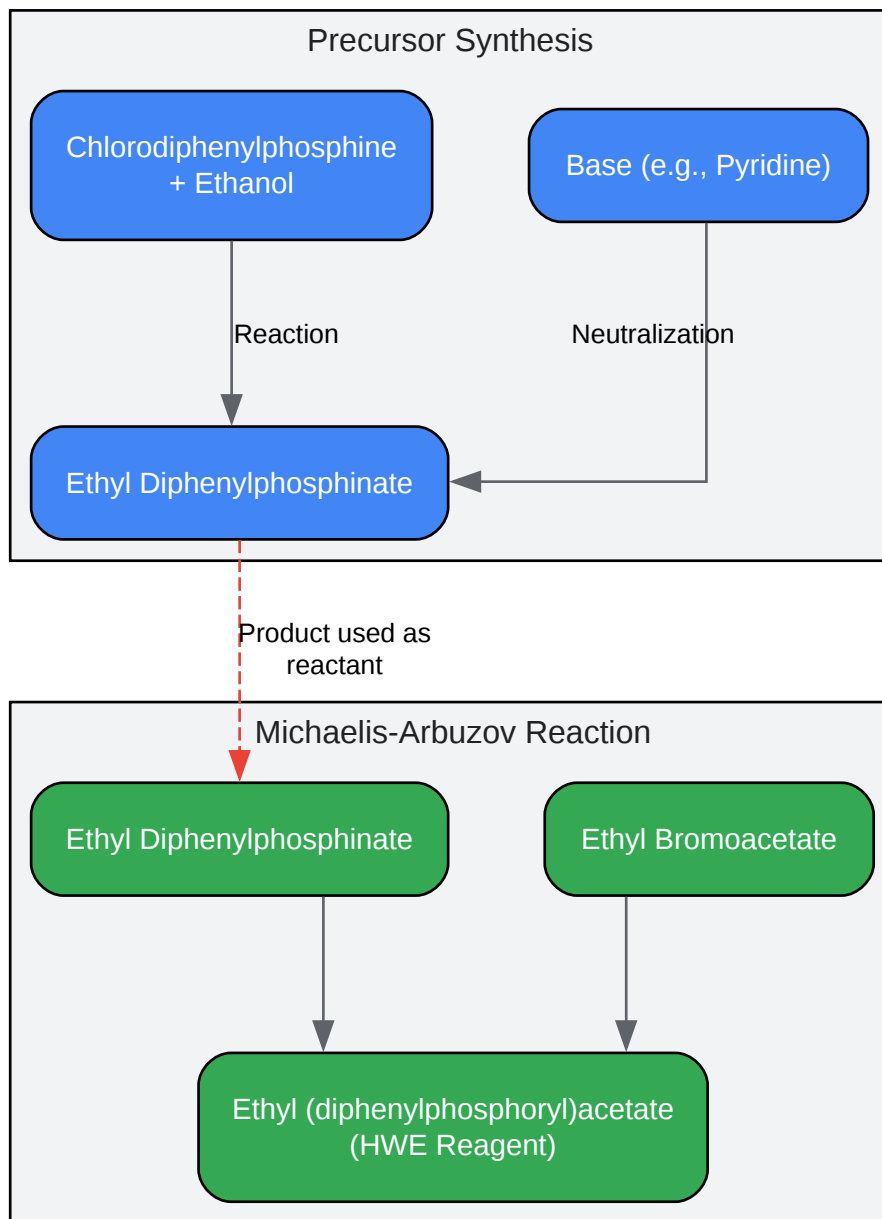 Precursor Synthesis
Chlorodiphenylphosphine
+ Ethanol
Base (e.g., Pyridine)
Reaction
Neutralization
Ethyl Diphenylphosphinate
Product used as
reactant
Michaelis-Arbuzov Reaction
Ethyl Diphenylphosphinate
Ethyl Bromoacetate
Ethyl (diphenylphosphoryl)acetate
(HWE Reagent)